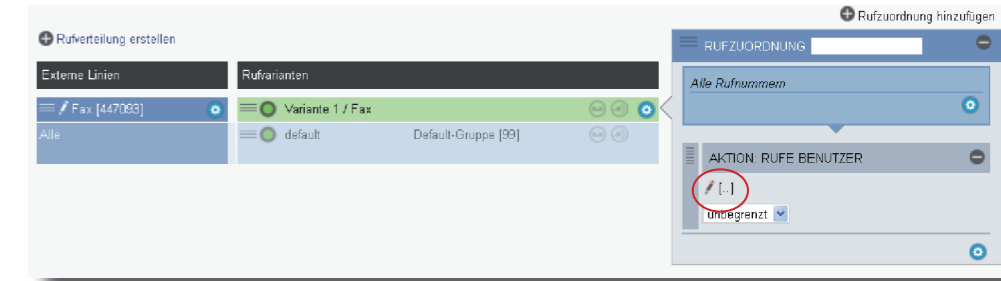 Rufzuordnung hinzufügen
Rufverteilung erstellen
Externe Linien
Rufvarianten
Fax [447093]
Variante 1 / Fax
Alle
default
Default-Gruppe [99]
RUFZUORDNUNG
Alle Rufnummern
AKTION: RUFE BENUTZER
[..]
unbegrenzt